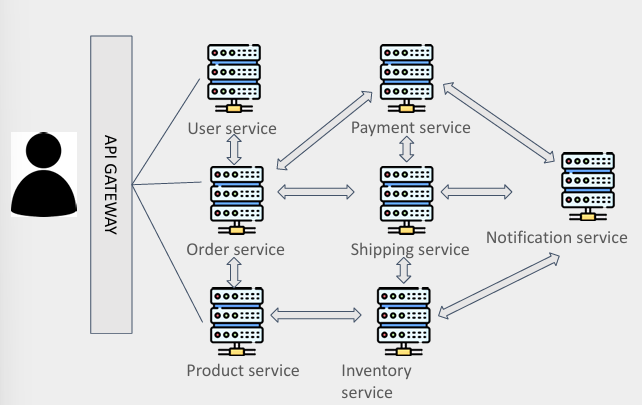 API GATEWAY
User service
Payment service
Order service
Shipping service
Notification service
Product service
Inventory
service